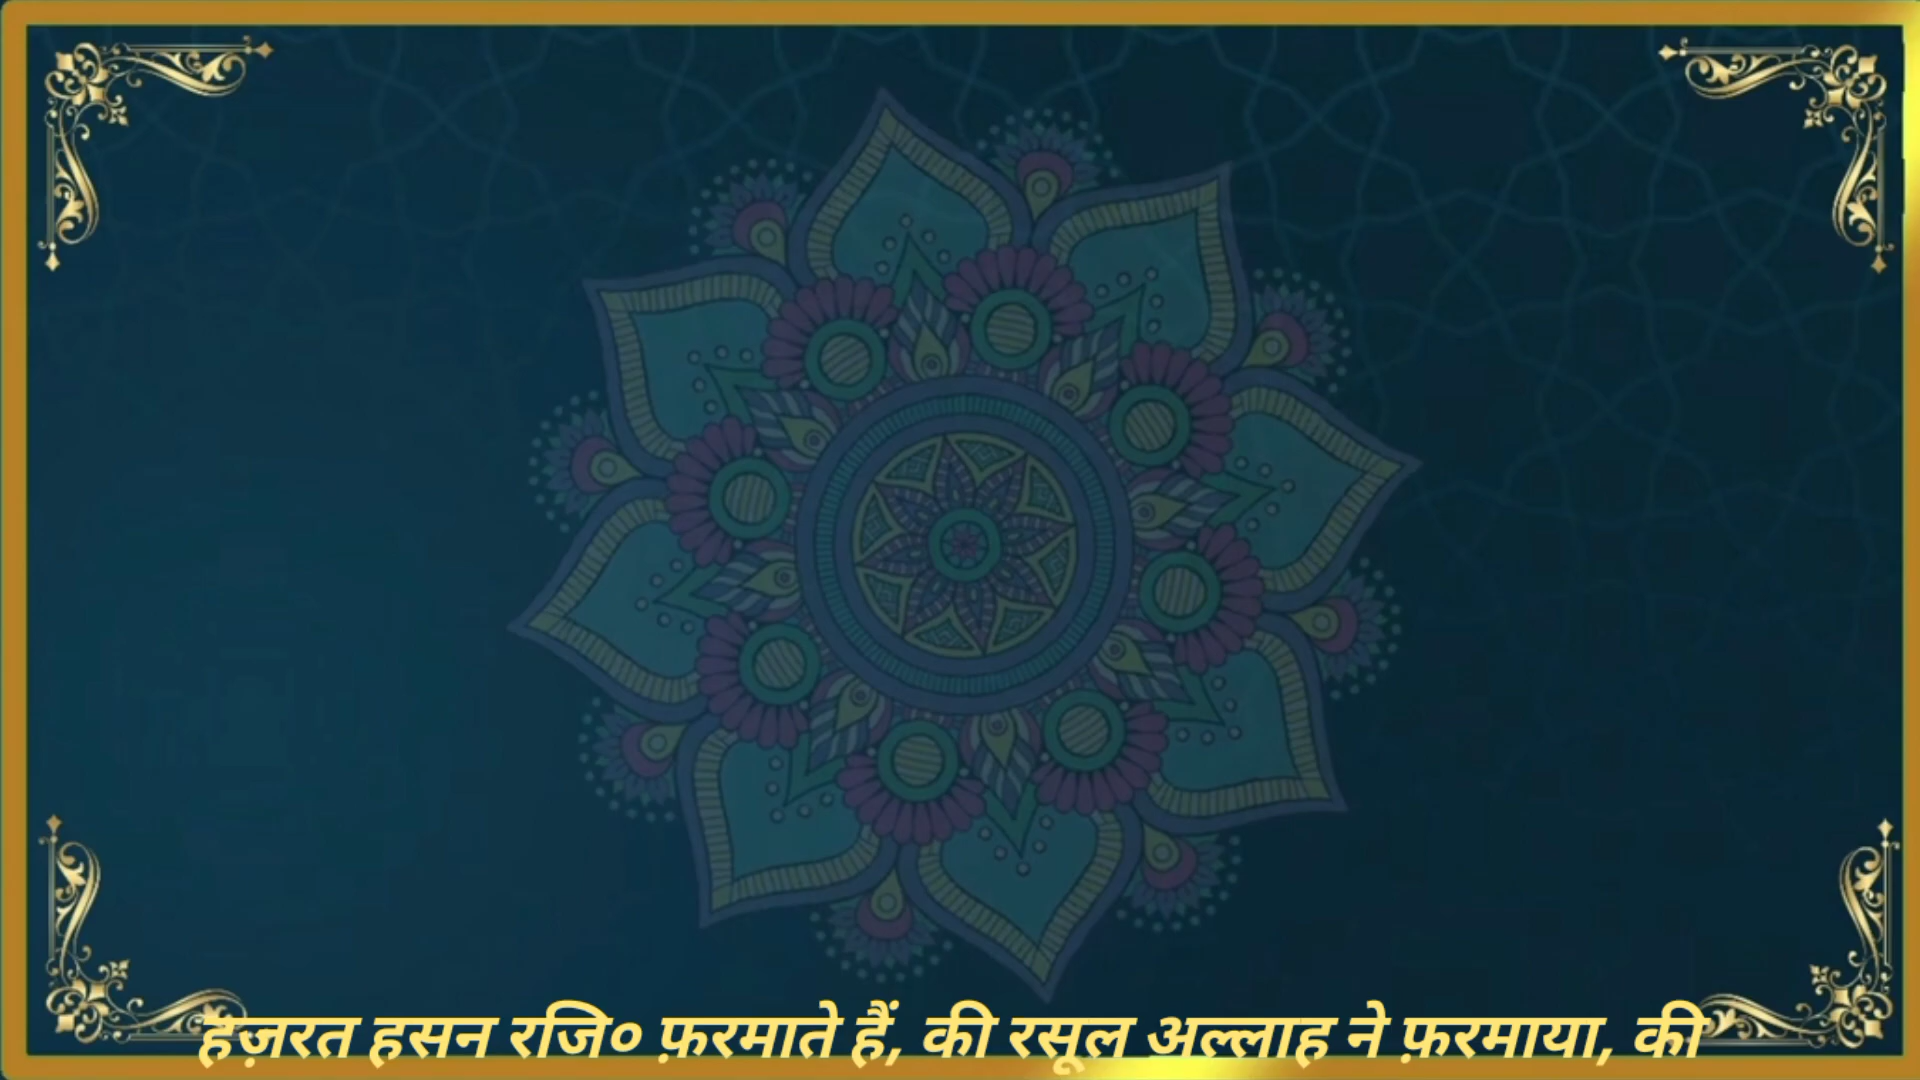 हज़रत हसन रजि० फ़रमाते हैं, की रसूल अल्लाह ने फ़रमाया, की